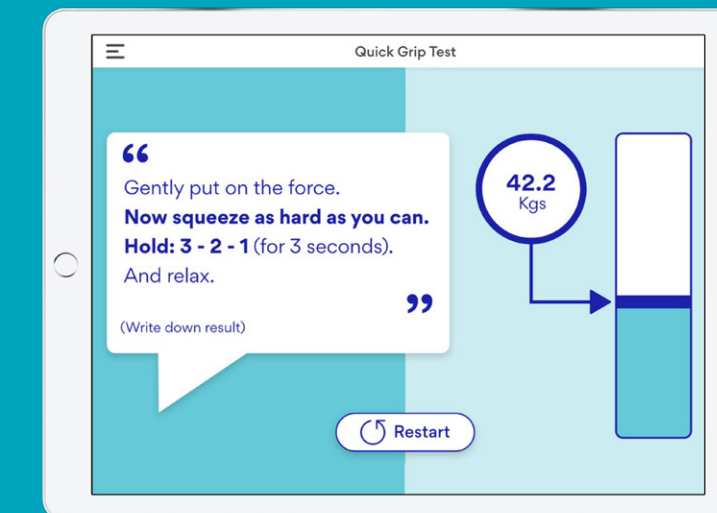 Quick Grip Test
“
Gently put on the force.
Now squeeze as hard as you can.
Hold: 3 - 2 - 1 (for 3 seconds).
And relax.
”
(Write down result)
42.2
Kgs
Restart